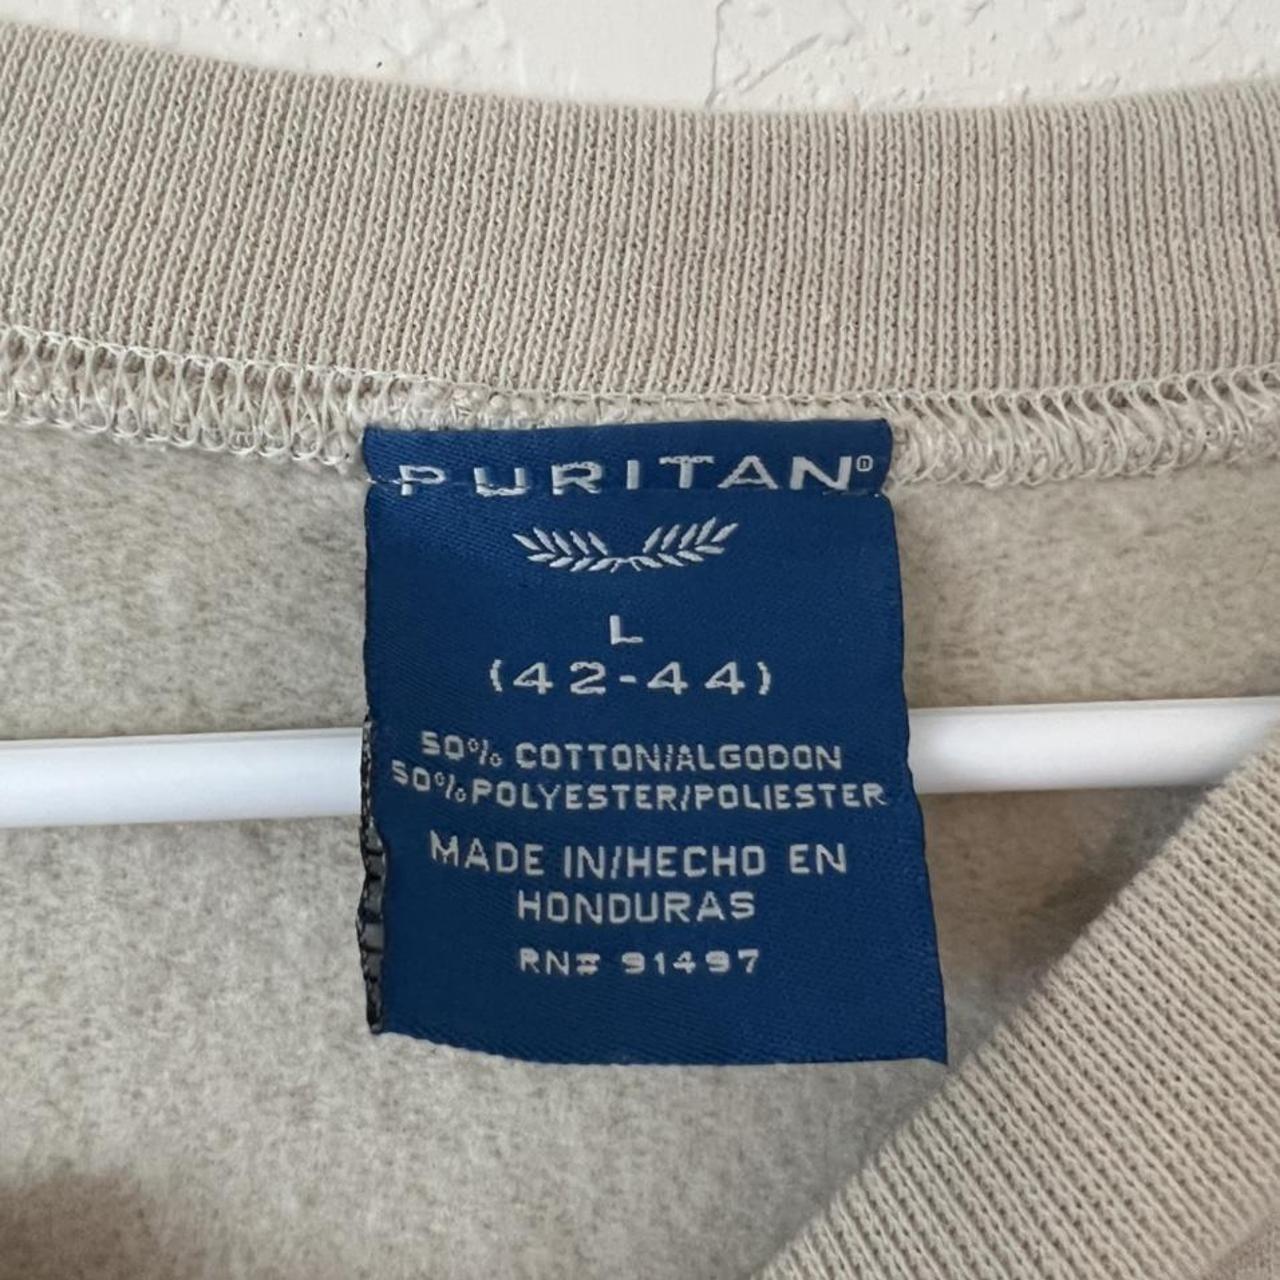 PURITAN®
L
(42-44)
50% COTTON/ALGODON
50% POLYESTER/POLIESTER
MADE IN/HECHO EN
HONDURAS
RN# 91497